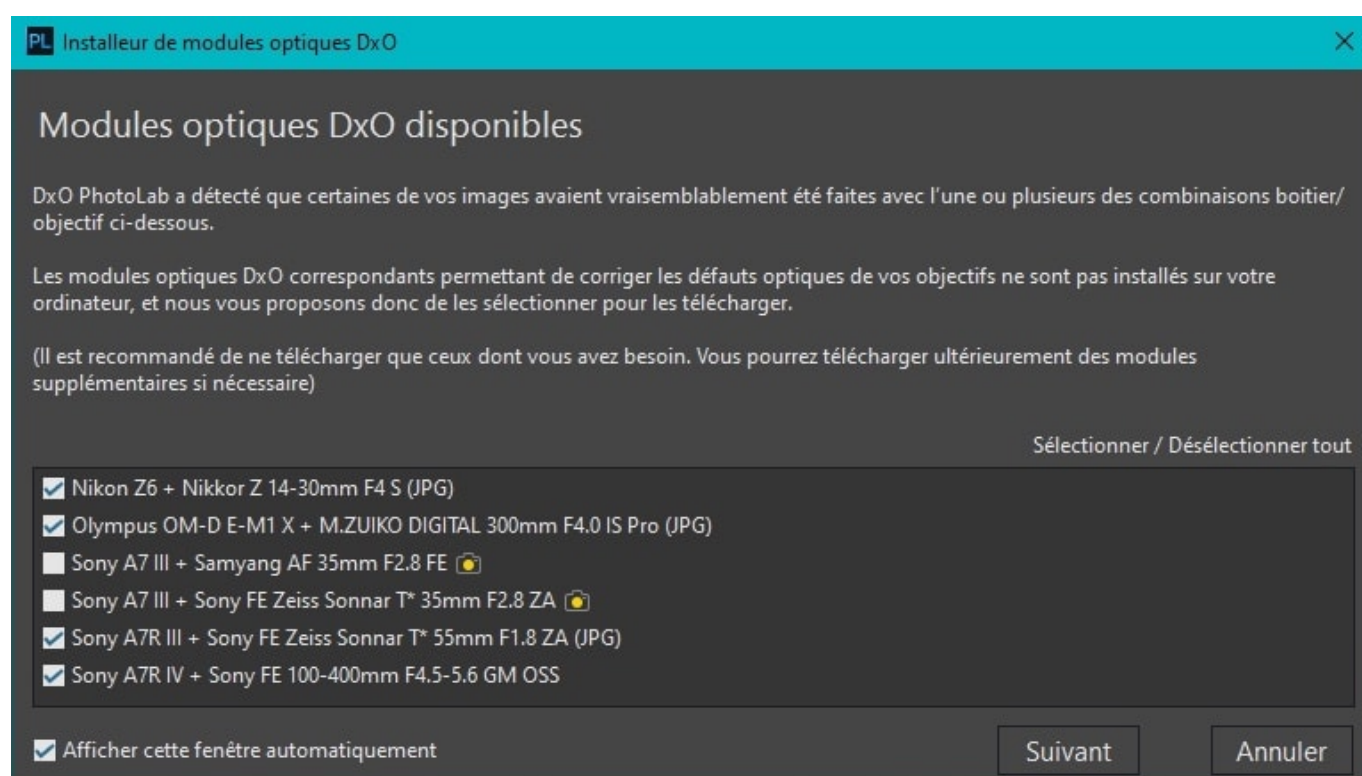 PL Installeur de modules optiques DxO
Modules optiques DxO disponibles
DxO PhotoLab a détecté que certaines de vos images avaient vraisemblablement été faites avec l'une ou plusieurs des combinaisons boitier/
objectif ci-dessous.
Les modules optiques DxO correspondants permettant de corriger les défauts optiques de vos objectifs ne sont pas installés sur votre
ordinateur, et nous vous proposons donc de les sélectionner pour les télécharger.
(Il est recommandé de ne télécharger que ceux dont vous avez besoin. Vous pourrez télécharger ultérieurement des modules
supplémentaires si nécessaire)
Sélectionner / Désélectionner tout
Nikon Z6 + Nikkor Z 14-30mm F4 S (JPG)
Olympus OM-D E-M1 X + M.ZUIKO DIGITAL 300mm F4.0 IS Pro (JPG)
Sony A7 III + Samyang AF 35mm F2.8 FE
Sony A7 III + Sony FE Zeiss Sonnar T* 35mm F2.8 ZA
Sony A7R III + Sony FE Zeiss Sonnar T* 55mm F1.8 ZA (JPG)
Sony A7R IV + Sony FE 100-400mm F4.5-5.6 GM OSS
Afficher cette fenêtre automatiquement
Suivant
Annuler